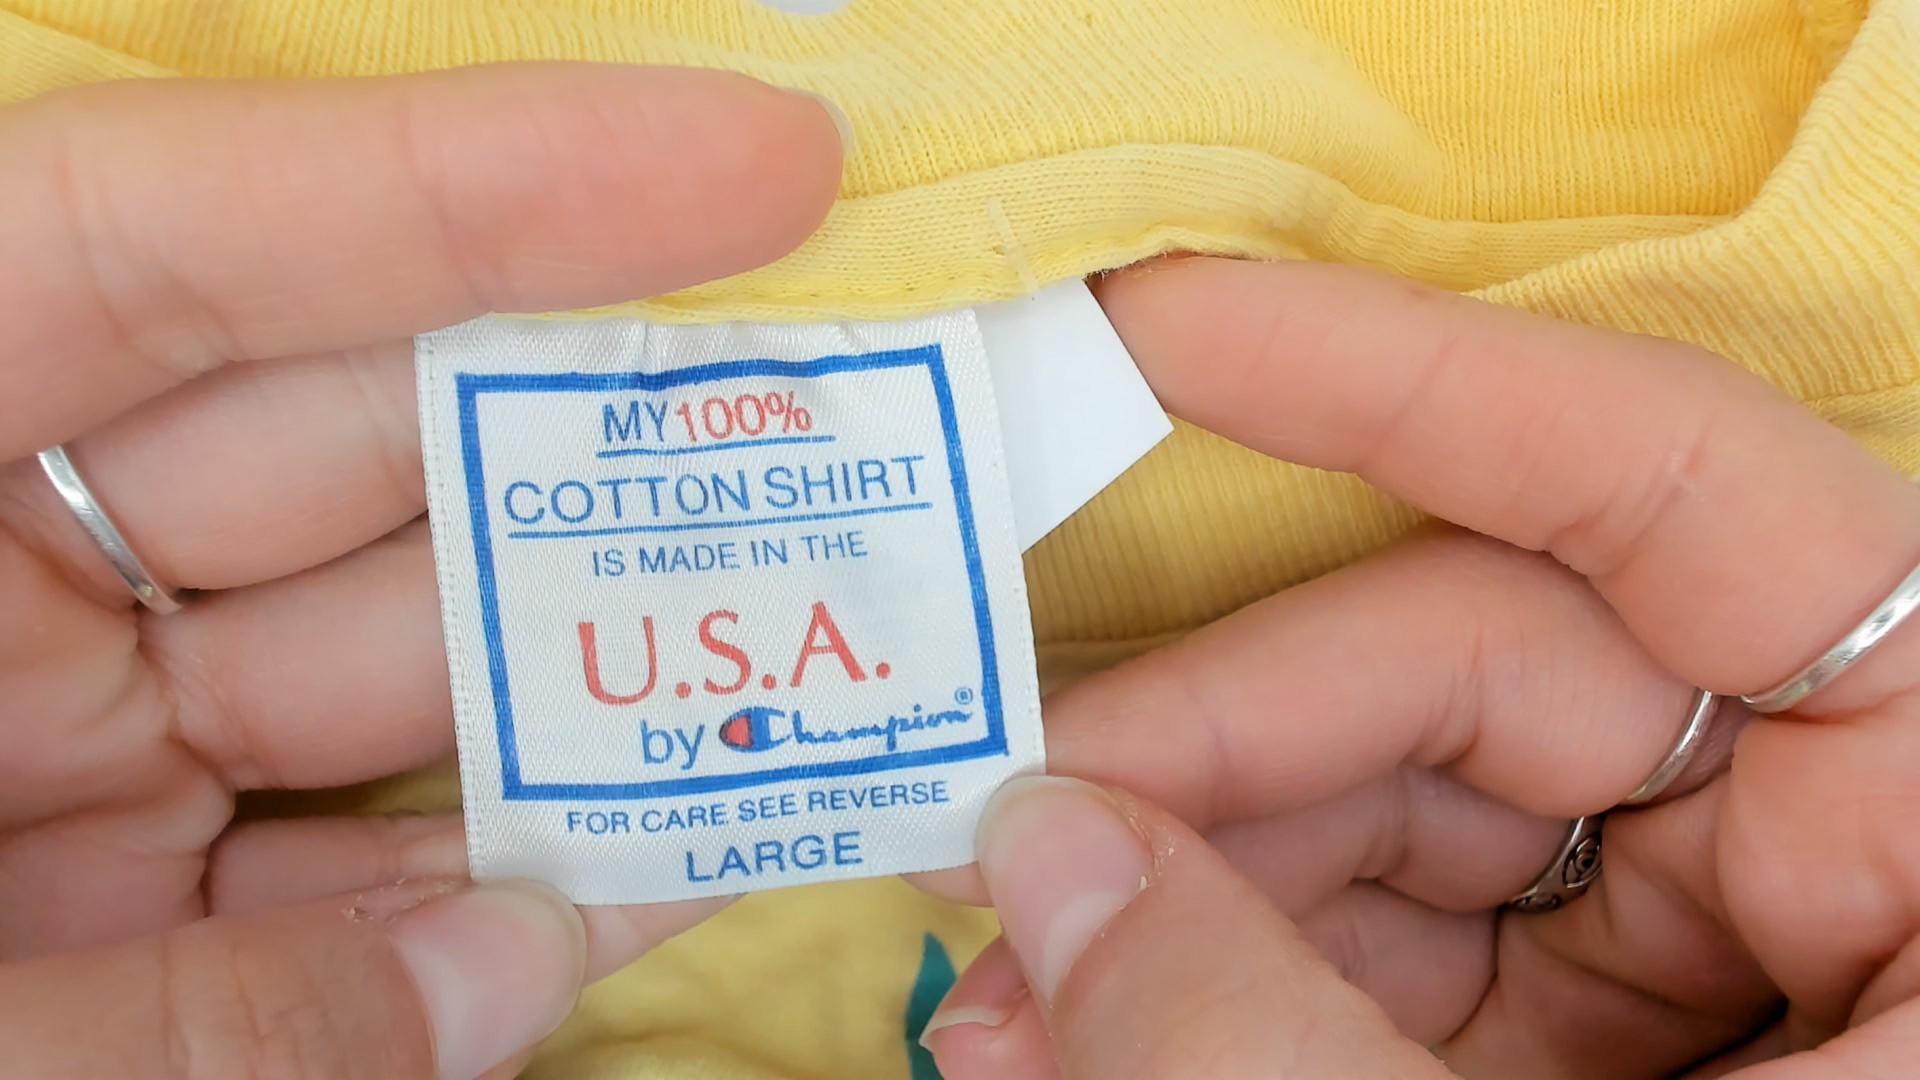 MY 100%
COTTON SHIRT
IS MADE IN THE
U.S.A.
by Champion®
FOR CARE SEE REVERSE
LARGE